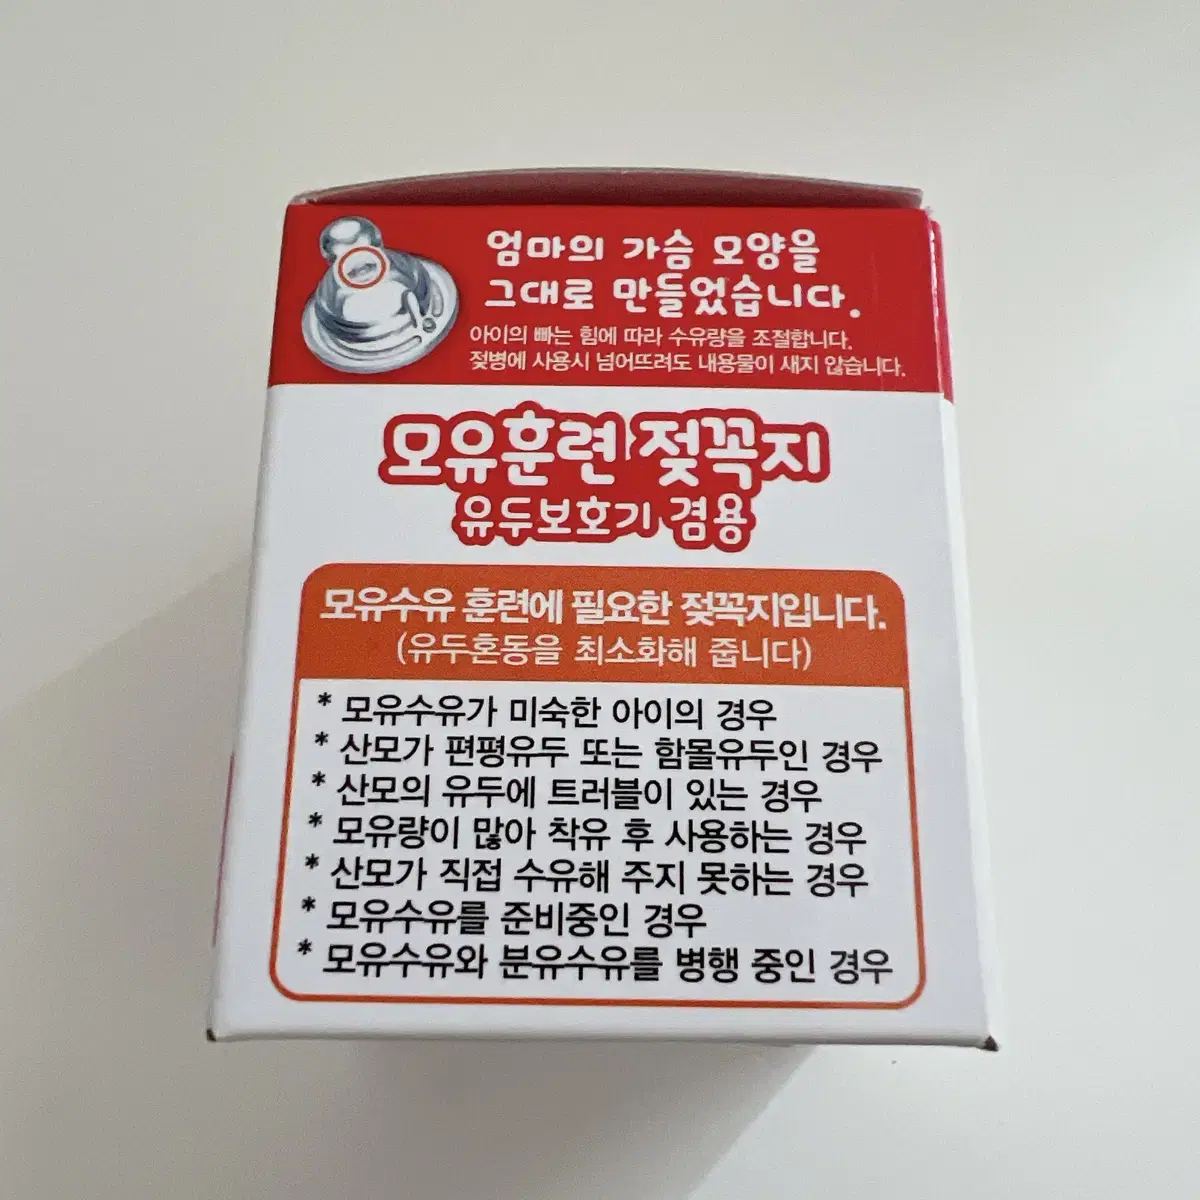 엄마의 가슴 모양을
그대로 만들었습니다.
아이의 빠는 힘에 따라 수유량을 조절합니다.
젖병에 사용시 넘어뜨려도 내용물이 새지 않습니다.
모유훈련 젖꼭지
유두보호기 겸용
모유수유 훈련에 필요한 젖꼭지입니다.
(유두혼동을 최소화해 줍니다)
* 모유수유가 미숙한 아이의 경우
* 산모가 편평유두 또는 함몰유두인 경우
* 산모의 유두에 트러블이 있는 경우
* 모유량이 많아 착유 후 사용하는 경우
* 산모가 직접 수유해 주지 못하는 경우
* 모유수유를 준비중인 경우
* 모유수유와 분유수유를 병행 중인 경우